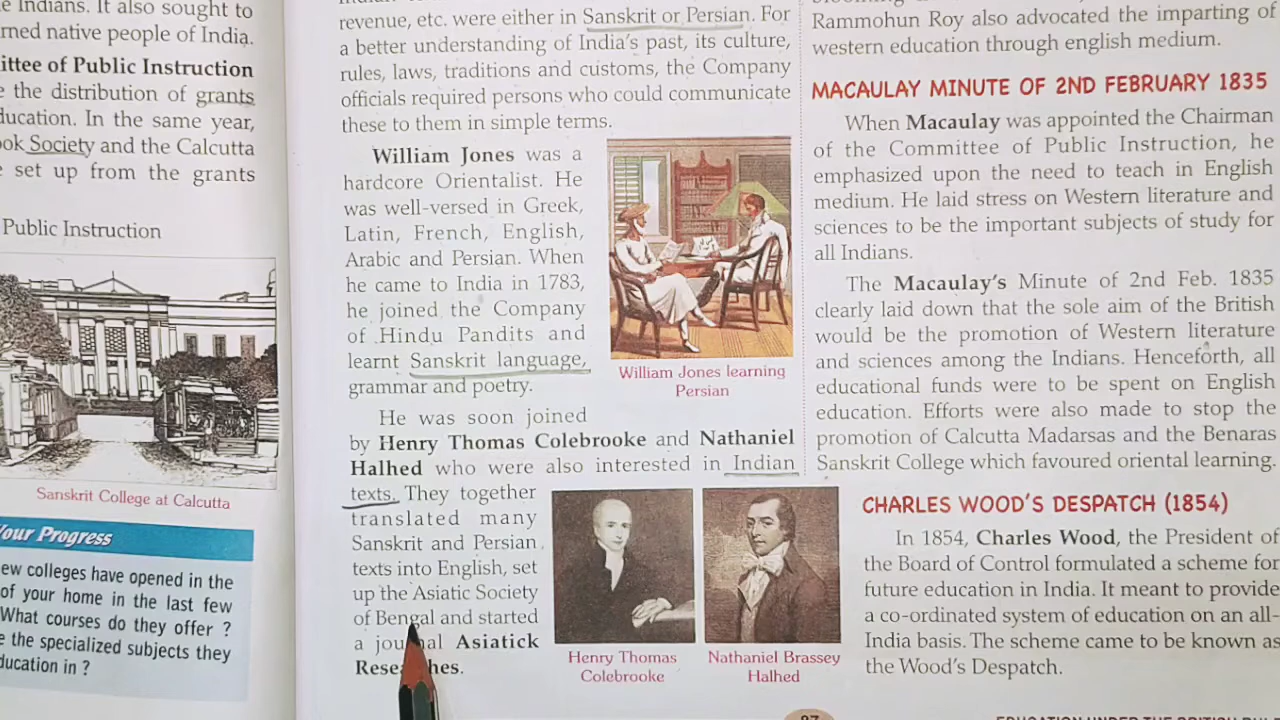 e Indians. It also sought to
rned native people of India.
ittee of Public Instruction
e the distribution of grants
ducation. In the same year,
ok Society and the Calcutta
e set up from the grants
Public Instruction
Sanskrit College at Calcutta
Your Progress
ew colleges have opened in the
of your home in the last few
What courses do they offer ?
e the specialized subjects they
ducation in ?
revenue, etc. were either in Sanskrit or Persian. For
a better understanding of India's past, its culture,
rules, laws, traditions and customs, the Company
officials required persons who could communicate
these to them in simple terms.
William Jones was a
hardcore Orientalist. He
was well-versed in Greek,
Latin, French, English,
Arabic and Persian. When
he came to India in 1783,
he joined the Company
of Hindu Pandits and
learnt Sanskrit language,
grammar and poetry.
William Jones learning
Persian
He was soon joined
by Henry Thomas Colebrooke and Nathaniel
Halhed who were also interested in Indian
texts. They together
translated many
Sanskrit and Persian
texts into English, set
up the Asiatic Society
of Bengal and started
a journal Asiatick
Researches.
Henry Thomas
Colebrooke
Nathaniel Brassey
Halhed
Rammohun Roy also advocated the imparting of
western education through english medium.
MACAULAY MINUTE OF 2ND FEBRUARY 1835
When Macaulay was appointed the Chairman
of the Committee of Public Instruction, he
emphasized upon the need to teach in English
medium. He laid stress on Western literature and
sciences to be the important subjects of study for
all Indians.
The Macaulay's Minute of 2nd Feb. 1835
clearly laid down that the sole aim of the British
would be the promotion of Western literature
and sciences among the Indians. Henceforth, all
educational funds were to be spent on English
education. Efforts were also made to stop the
promotion of Calcutta Madarsas and the Benaras
Sanskrit College which favoured oriental learning.
CHARLES WOOD'S DESPATCH (1854)
In 1854, Charles Wood, the President of
the Board of Control formulated a scheme for
future education in India. It meant to provide
a co-ordinated system of education on an all-
India basis. The scheme came to be known as
the Wood's Despatch.